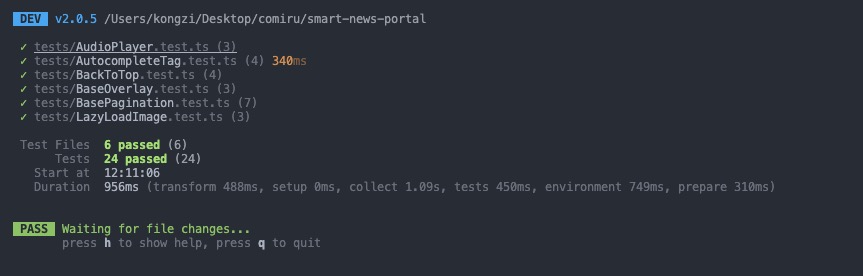 DEV v2.0.5 /Users/kongzi/Desktop/comiru/smart-news-portal
✓ tests/AudioPlayer.test.ts (3)
✓ tests/AutocompleteTag.test.ts (4) 340ms
✓ tests/BackToTop.test.ts (4)
✓ tests/BaseOverlay.test.ts (3)
✓ tests/BasePagination.test.ts (7)
✓ tests/LazyLoadImage.test.ts (3)
Test Files 6 passed (6)
Tests 24 passed (24)
Start at 12:11:06
Duration 956ms (transform 488ms, setup 0ms, collect 1.09s, tests 450ms, environment 749ms, prepare 310ms)
PASS Waiting for file changes...
press h to show help, press q to quit